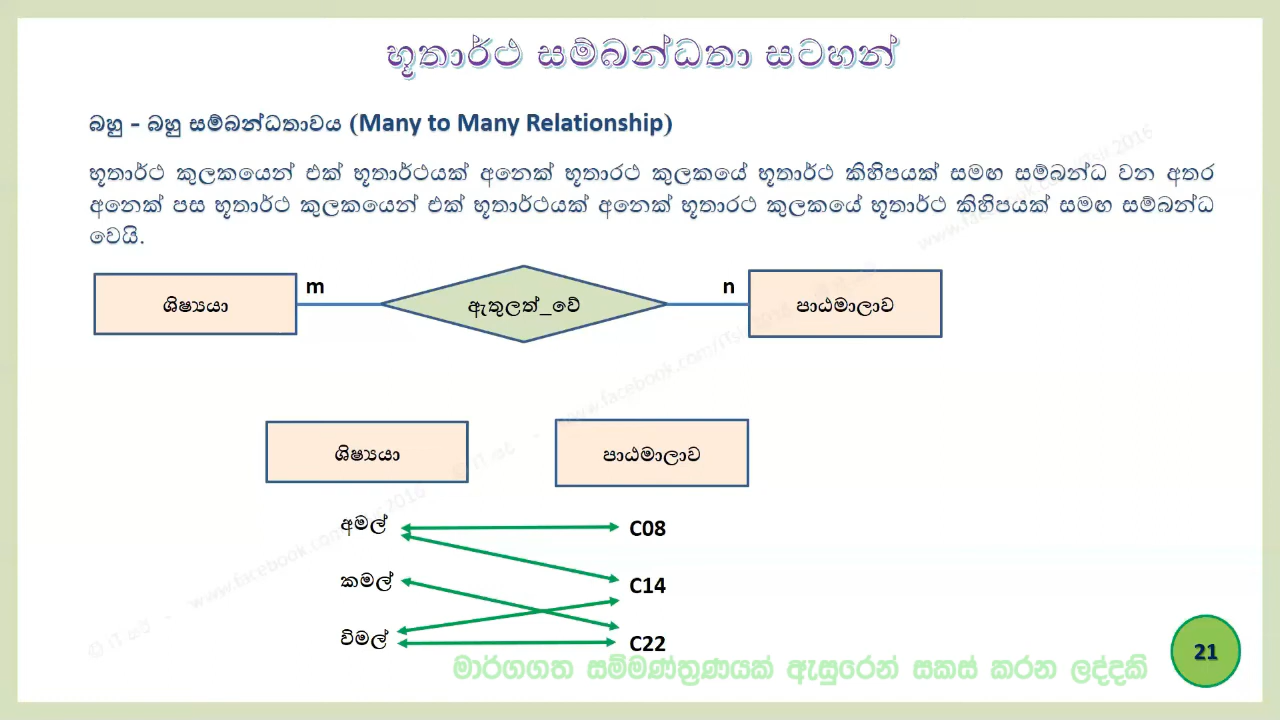 භූතාර්ථ සම්බන්ධතා සටහන්
බහු - බහු සම්බන්ධතාවය (Many to Many Relationship)
භූතාර්ථ කුලකයෙන් එක් භූතාර්ථයක් අනෙක් භූතාරථ කුලකයේ භූතාර්ථ කිහිපයක් සමඟ සම්බන්ධ වන අතර
අනෙක් පස භූතාර්ථ කුලකයෙන් එක් භූතාර්ථයක් අනෙක් භූතාරථ කුලකයේ භූතාර්ථ කිහිපයක් සමඟ සම්බන්ධ
වෙයි.
ශිෂ්‍යයා m ඇතුලත්_වේ n පාඨමාලාව
ශිෂ්‍යයා පාඨමාලාව
අමල් C08
කමල් C14
විමල් C22
මාර්ගගත සම්මණ්ත්‍රණයක් ඇසුරෙන් සකස් කරන ලද්දකි
21